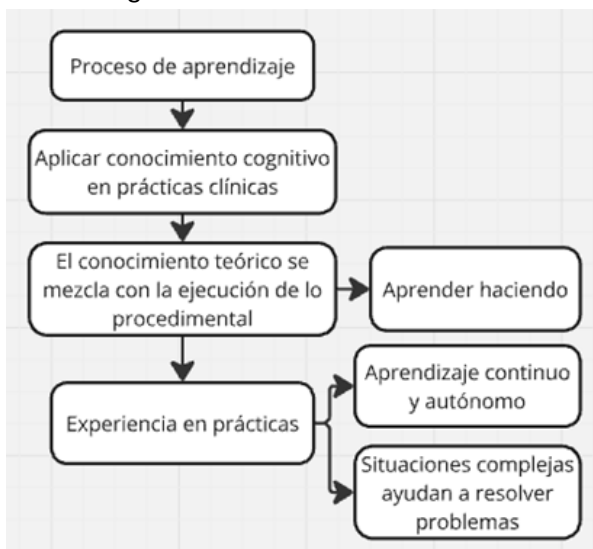 Proceso de aprendizaje
Aplicar conocimiento cognitivo
en prácticas clínicas
El conocimiento teórico se
mezcla con la ejecución de lo
procedimental
Aprender haciendo
Experiencia en prácticas
Aprendizaje continuo
y autónomo
Situaciones complejas
ayudan a resolver
problemas